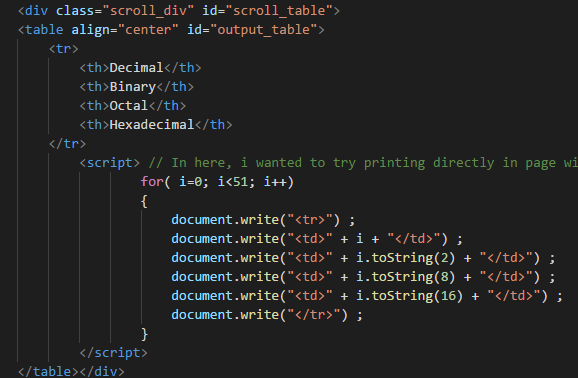 <div class="scroll_div" id="scroll_table">
<table align="center" id="output_table">
<tr>
<th>Decimal</th>
<th>Binary</th>
<th>Octal</th>
<th>Hexadecimal</th>
</tr>
<script> // In here, i wanted to try printing directly in page wi
for( i=0; i<51; i++)
{
document.write("<tr>") ;
document.write("<td>" + i + "</td>") ;
document.write("<td>" + i.toString(2) + "</td>") ;
document.write("<td>" + i.toString(8) + "</td>") ;
document.write("<td>" + i.toString(16) + "</td>") ;
document.write("</tr>") ;
}
</script>
</table></div>